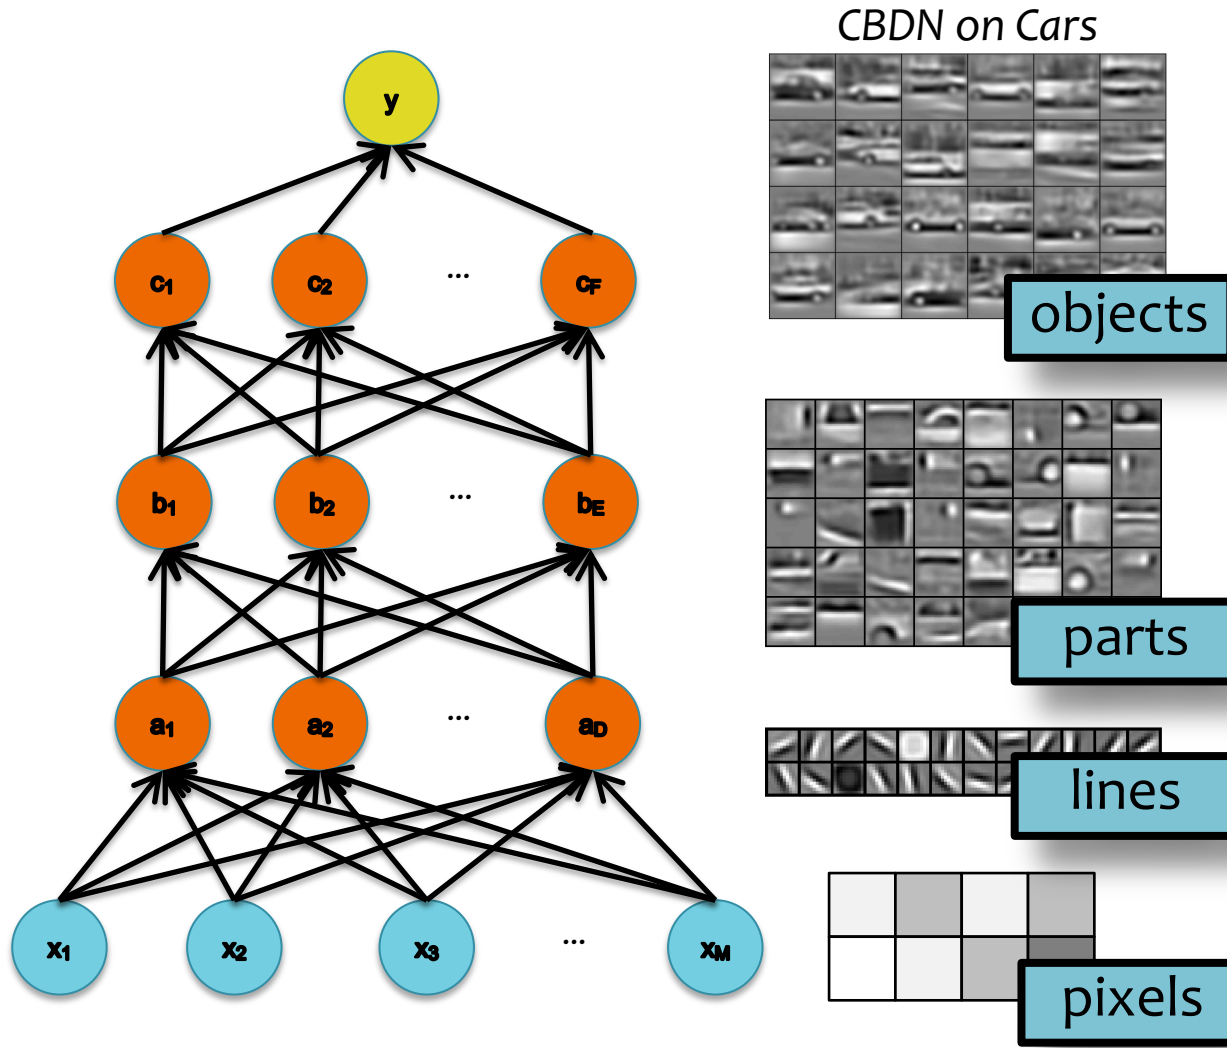 CBDN on Cars
y
c1 c2 ... cF
objects
b1 b2 ... bE
parts
a1 a2 ... aD
lines
x1 x2 x3 ... xM
pixels